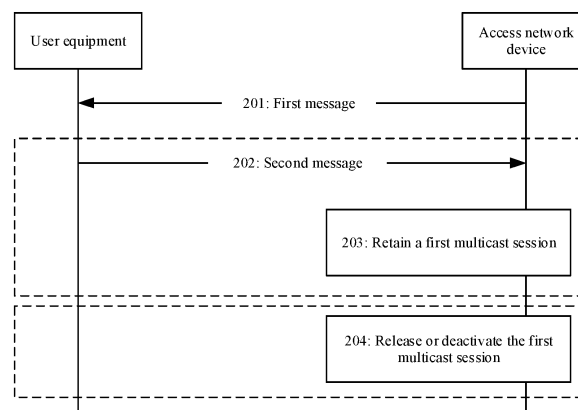 User equipment
Access network
device
201: First message
202: Second message
203: Retain a first multicast session
204: Release or deactivate the first
multicast session